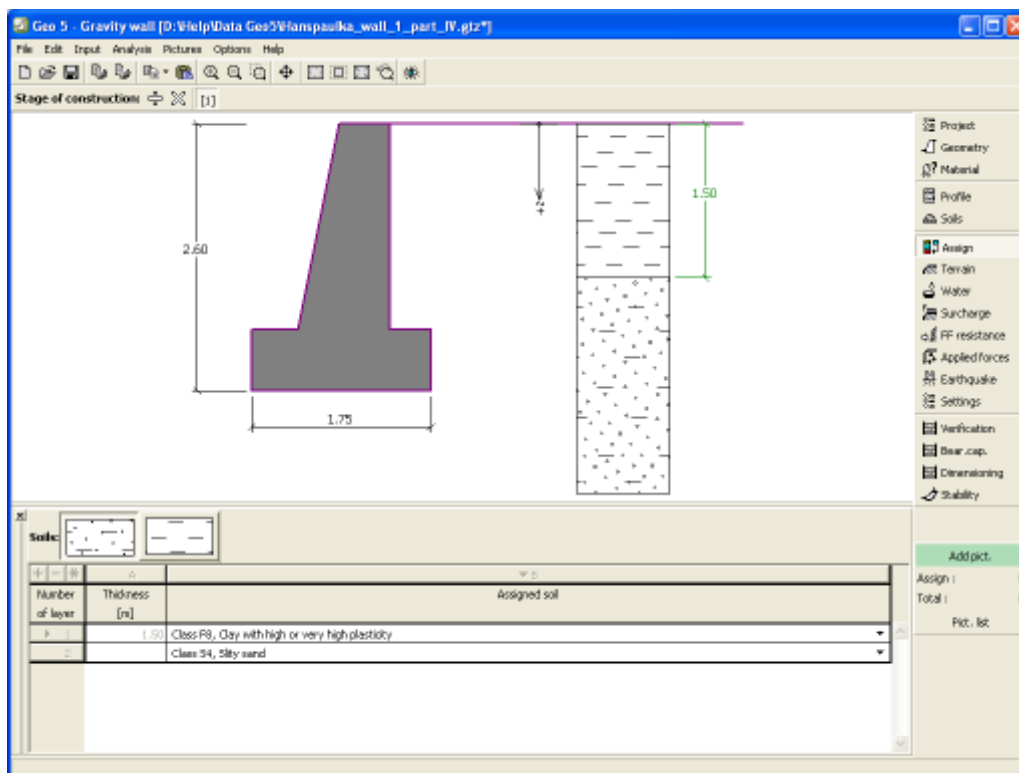 Geo 5 - Gravity wall [D:\Help\Data Geo5\Hanspaulka_wall_1_part_IV.gtz*]
File Edit Input Analysis Pictures Options Help
Stage of construction: [1]
2.60
1.75
+z
1.50
Project
Geometry
Material
Profile
Soils
Assign
Terrain
Water
Surcharge
FF resistance
Applied forces
Earthquake
Settings
Verification
Bear.cap.
Dimensioning
Stability
Soils:
A B
Number of layer
Thickness [m]
Assigned soil
1 1.50 Class F8, Clay with high or very high plasticity
2 Class S4, Silty sand
Add pict.
Assign :
Total :
Pict. list